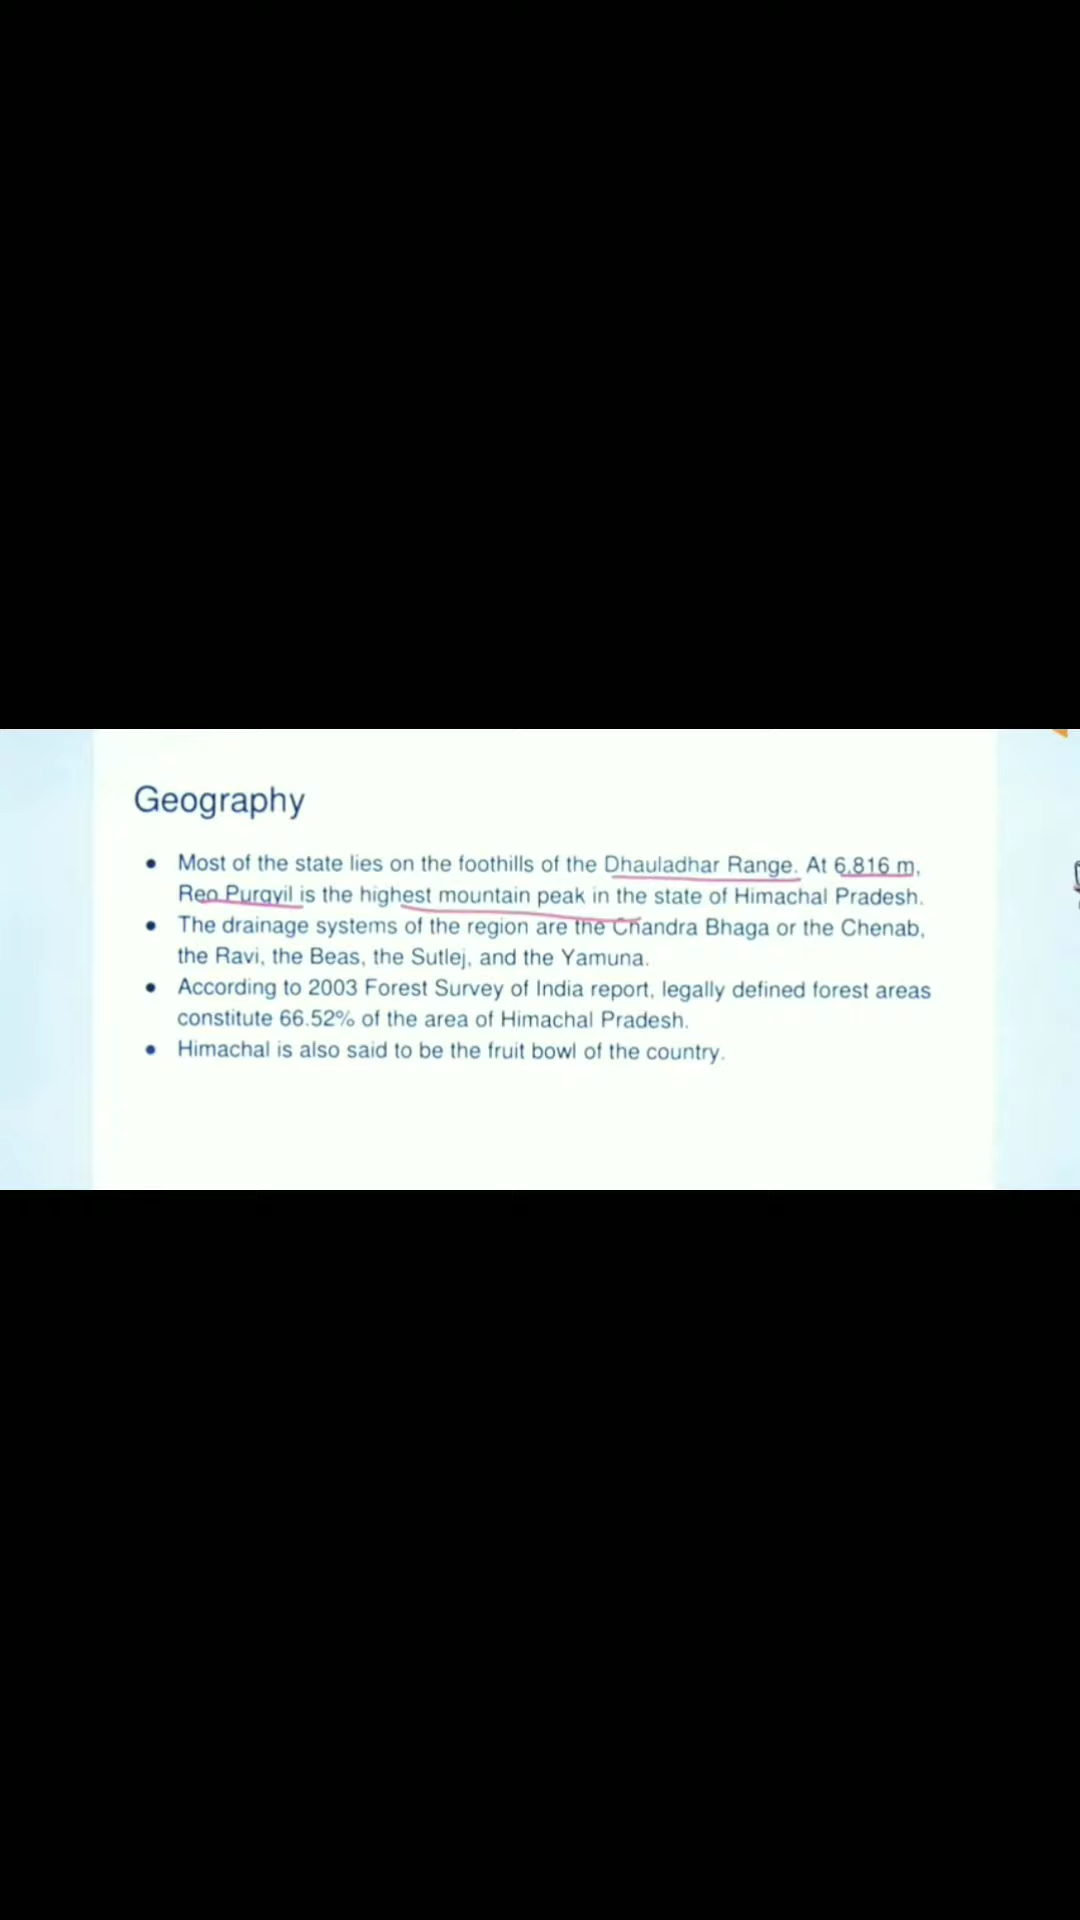 Geography
• Most of the state lies on the foothills of the Dhauladhar Range. At 6,816 m,
Reo Purgyil is the highest mountain peak in the state of Himachal Pradesh.
• The drainage systems of the region are the Chandra Bhaga or the Chenab,
the Ravi, the Beas, the Sutlej, and the Yamuna.
• According to 2003 Forest Survey of India report, legally defined forest areas
constitute 66.52% of the area of Himachal Pradesh.
• Himachal is also said to be the fruit bowl of the country.